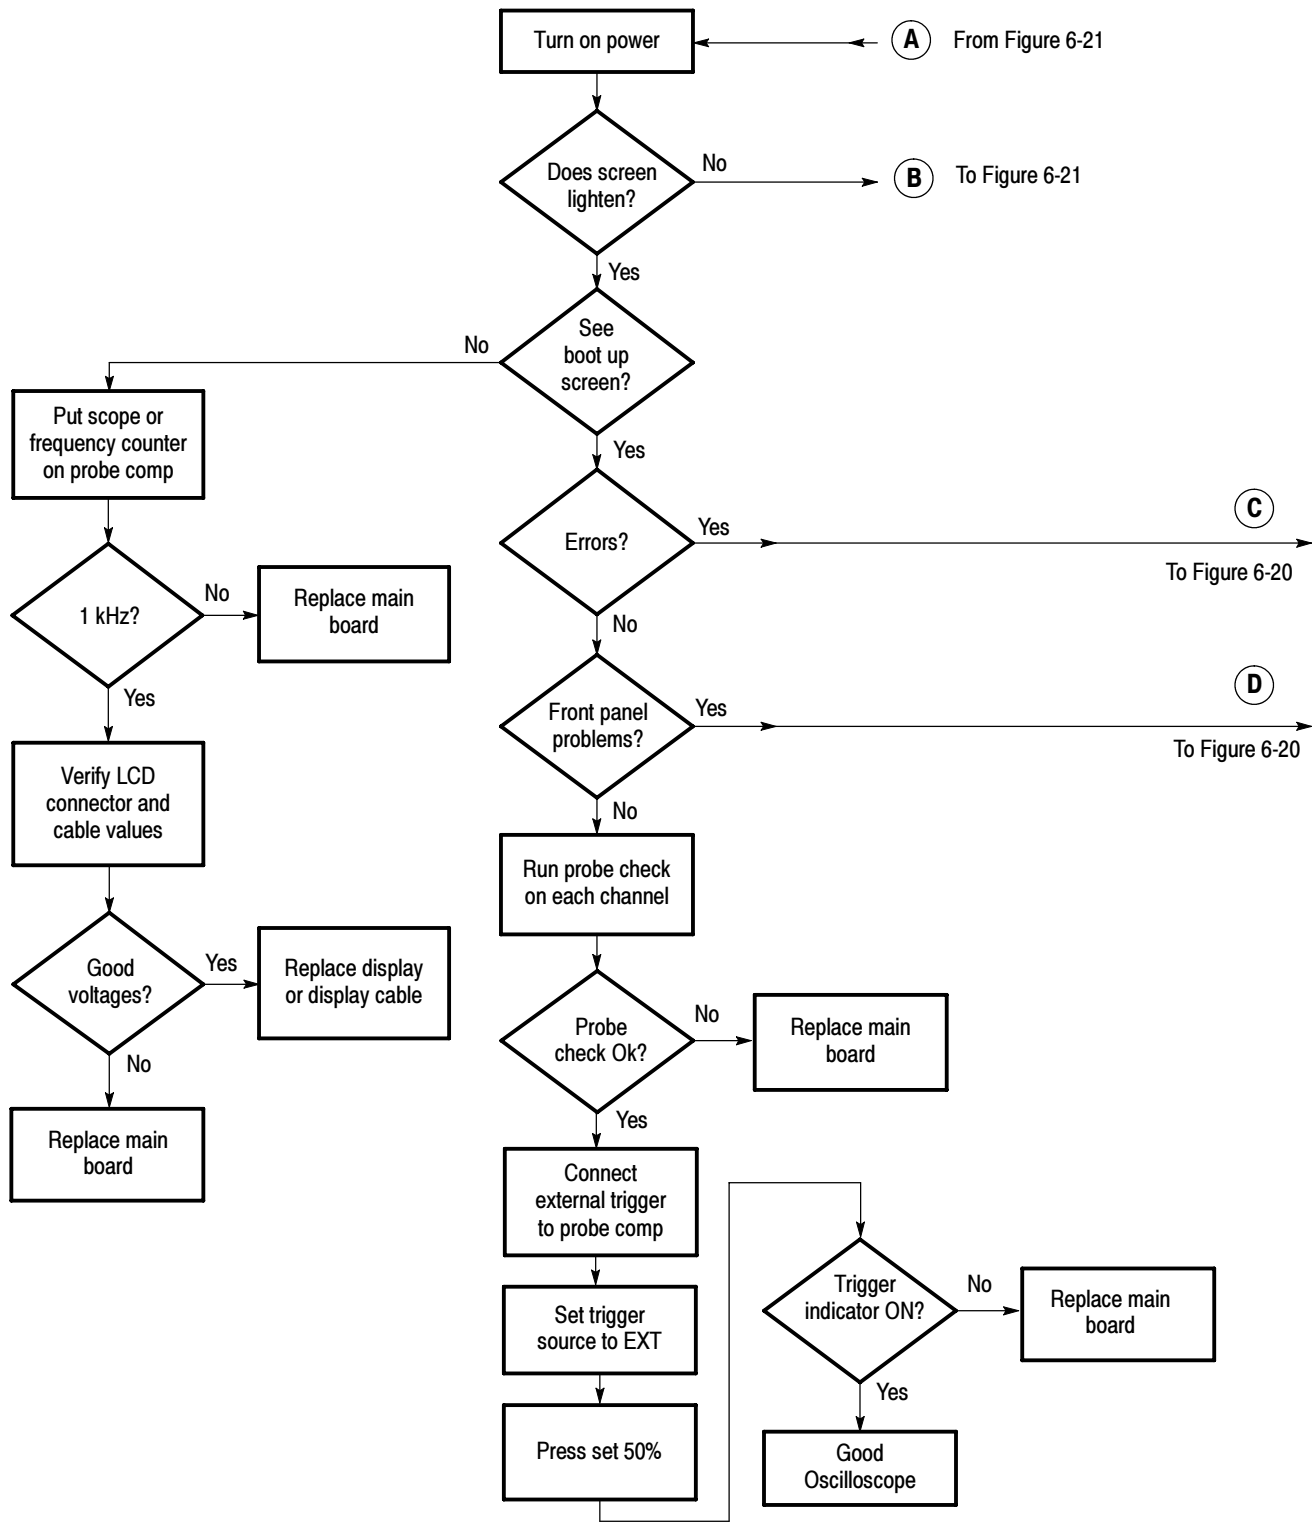 Turn on power
A
From Figure 6-21
Does screen
lighten?
No
B
To Figure 6-21
Yes
See
boot up
screen?
No
Yes
Put scope or
frequency counter
on probe comp
Errors?
Yes
C
To Figure 6-20
No
1 kHz?
No
Replace main
board
Yes
Front panel
problems?
Yes
D
To Figure 6-20
No
Verify LCD
connector and
cable values
Run probe check
on each channel
Good
voltages?
Yes
Replace display
or display cable
No
Replace main
board
Probe
check Ok?
No
Replace main
board
Yes
Connect
external trigger
to probe comp
Set trigger
source to EXT
Press set 50%
Trigger
indicator ON?
No
Replace main
board
Yes
Good
Oscilloscope